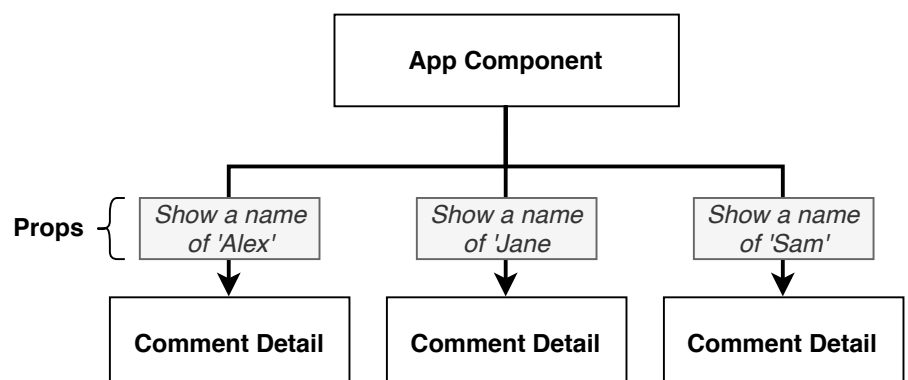 App Component
Props
Show a name
of 'Alex'
Show a name
of 'Jane
Show a name
of 'Sam'
Comment Detail
Comment Detail
Comment Detail